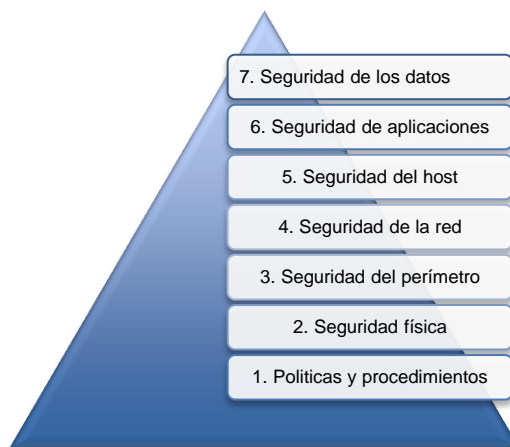 7. Seguridad de los datos
6. Seguridad de aplicaciones
5. Seguridad del host
4. Seguridad de la red
3. Seguridad del perímetro
2. Seguridad física
1. Politicas y procedimientos